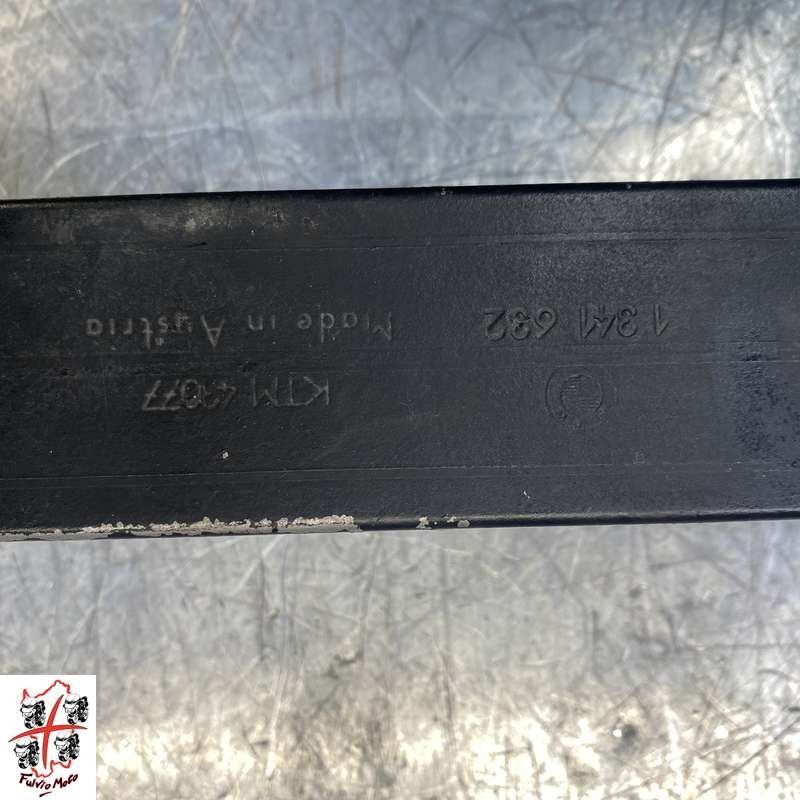 KTM
1 341 632 Made in Austria
Fulvio Moto